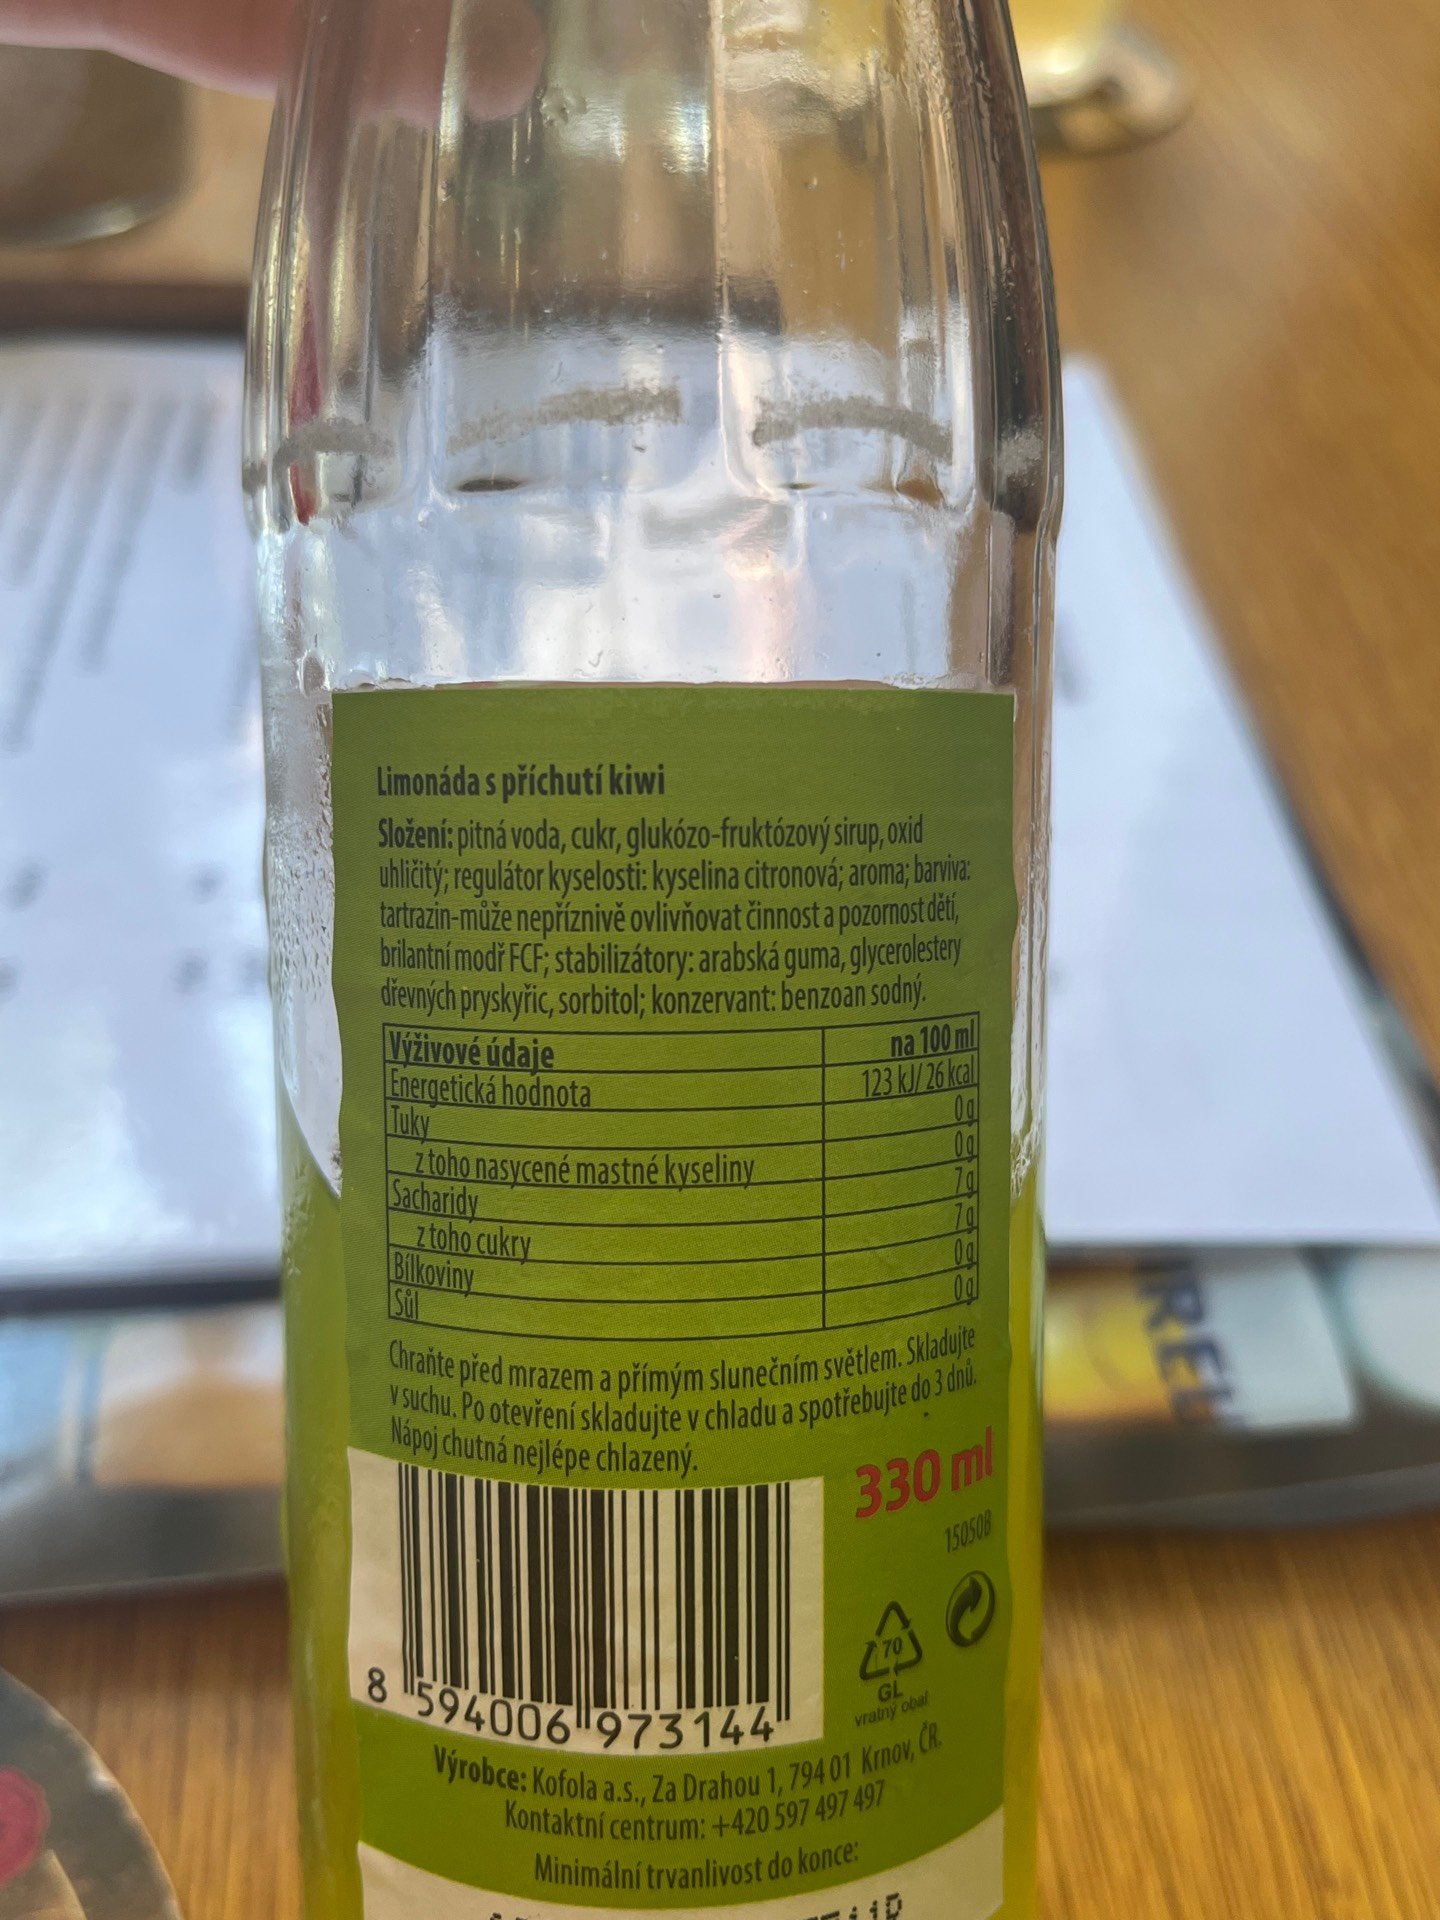 Limonáda s příchutí kiwi
Složení: pitná voda, cukr, glukózo-fruktózový sirup, oxid
uhličitý; regulátor kyselosti: kyselina citronová; aroma; barviva:
tartrazin-může nepříznivě ovlivňovat činnost a pozornost dětí,
brilantní modř FCF; stabilizátory: arabská guma, glycerolestery
dřevných pryskyřic, sorbitol; konzervant: benzoan sodný.
Výživové údaje na 100 ml
Energetická hodnota 123 kJ/ 26 kcal
Tuky 0 g
z toho nasycené mastné kyseliny 0 g
Sacharidy 7 g
z toho cukry 7 g
Bílkoviny 0 g
Sůl 0 g
Chraňte před mrazem a přímým slunečním světlem. Skladujte
v suchu. Po otevření skladujte v chladu a spotřebujte do 3 dnů.
Nápoj chutná nejlépe chlazený.
330 ml
15050B
70
GL
vratný obal
8 594006 973144
Výrobce: Kofola a.s., Za Drahou 1, 794 01 Krnov, ČR.
Kontaktní centrum: +420 597 497 497
Minimální trvanlivost do konce: